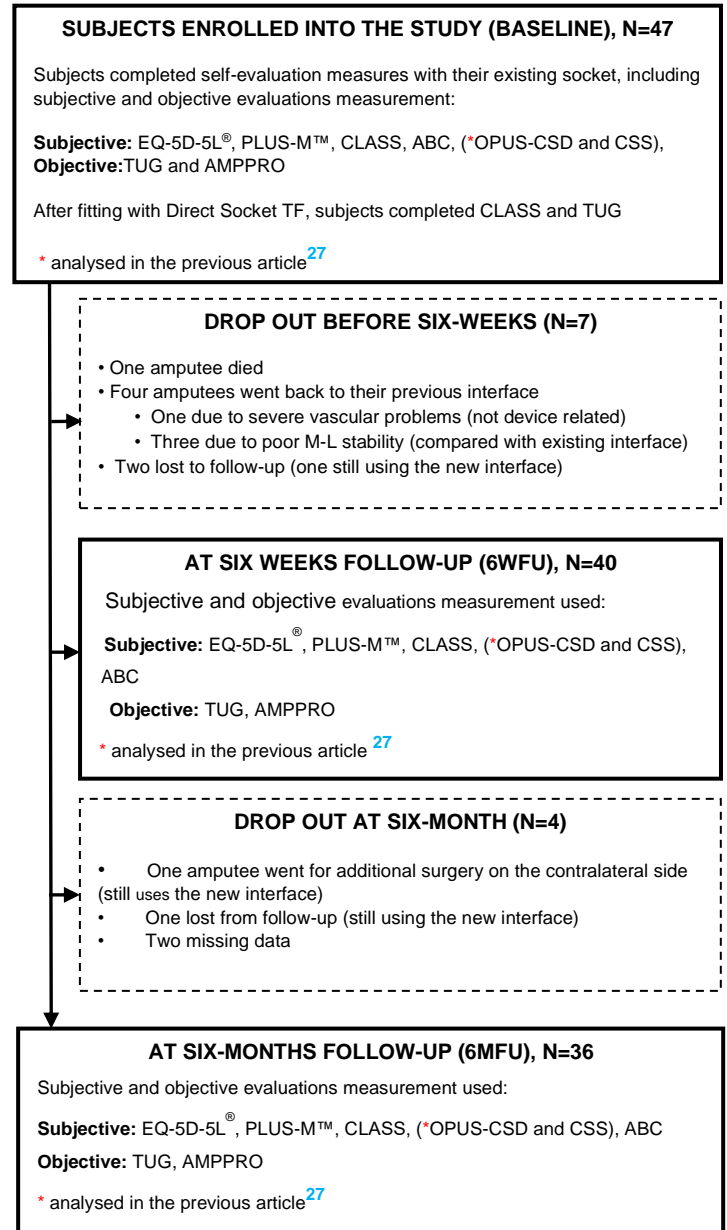 SUBJECTS ENROLLED INTO THE STUDY (BASELINE), N=47
Subjects completed self-evaluation measures with their existing socket, including
subjective and objective evaluations measurement:
Subjective: EQ-5D-5L®, PLUS-M™, CLASS, ABC, (*OPUS-CSD and CSS),
Objective:TUG and AMPPRO
After fitting with Direct Socket TF, subjects completed CLASS and TUG
* analysed in the previous article27
DROP OUT BEFORE SIX-WEEKS (N=7)
• One amputee died
• Four amputees went back to their previous interface
• One due to severe vascular problems (not device related)
• Three due to poor M-L stability (compared with existing interface)
• Two lost to follow-up (one still using the new interface)
AT SIX WEEKS FOLLOW-UP (6WFU), N=40
Subjective and objective evaluations measurement used:
Subjective: EQ-5D-5L®, PLUS-M™, CLASS, (*OPUS-CSD and CSS),
ABC
Objective: TUG, AMPPRO
* analysed in the previous article 27
DROP OUT AT SIX-MONTH (N=4)
• One amputee went for additional surgery on the contralateral side
(still uses the new interface)
• One lost from follow-up (still using the new interface)
• Two missing data
AT SIX-MONTHS FOLLOW-UP (6MFU), N=36
Subjective and objective evaluations measurement used:
Subjective: EQ-5D-5L®, PLUS-M™, CLASS, (*OPUS-CSD and CSS), ABC
Objective: TUG, AMPPRO
* analysed in the previous article27